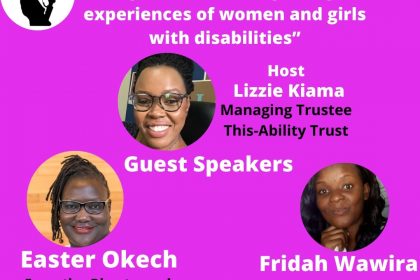 experiences of women and girls
with disabilities”
Host
Lizzie Kiama
Managing Trustee
This-Ability Trust
Guest Speakers
Easter Okech
Fridah Wawira